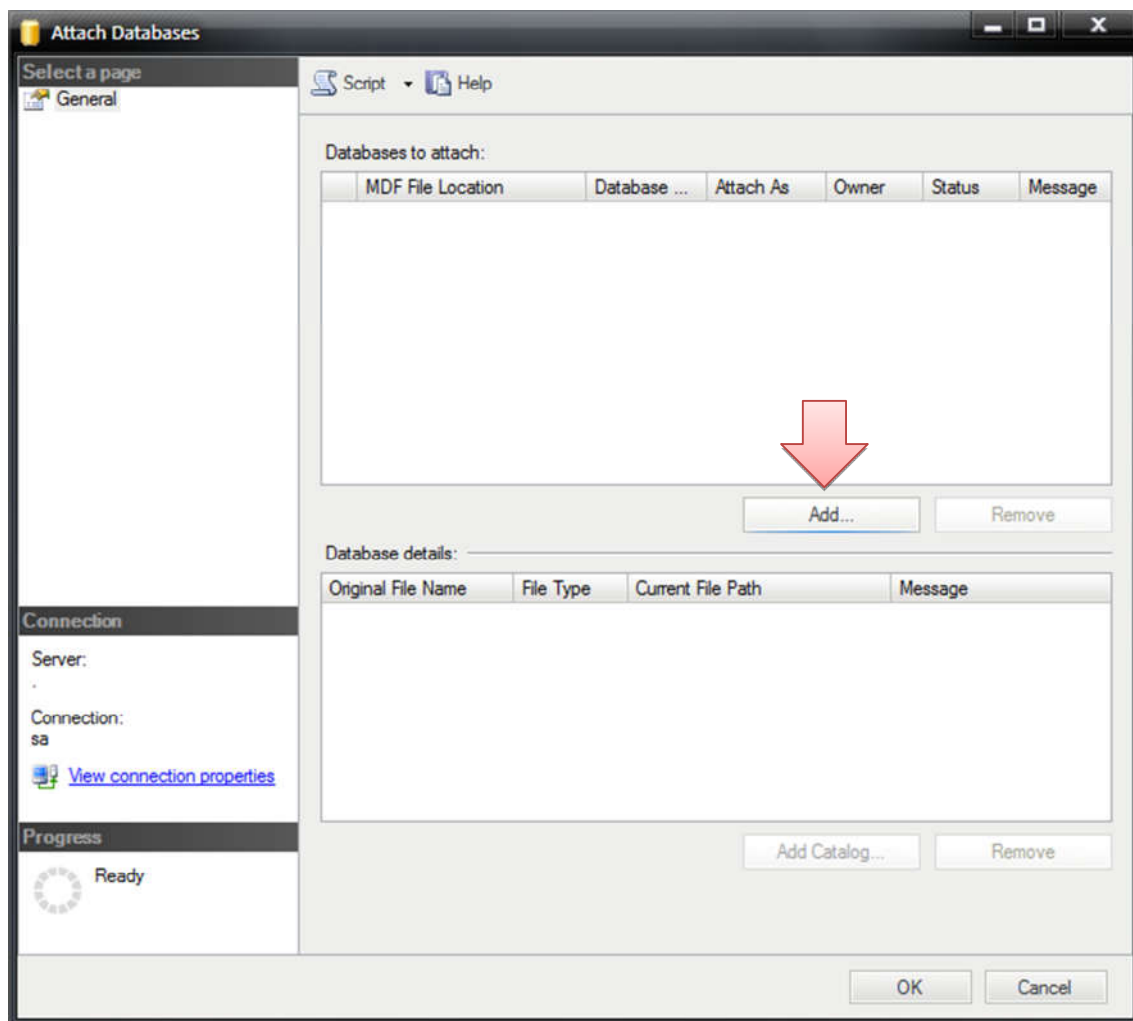 Attach Databases
Select a page
General
Script Help
Databases to attach:
MDF File Location Database ... Attach As Owner Status Message
Add... Remove
Database details:
Original File Name File Type Current File Path Message
Connection
Server:
.
Connection:
sa
View connection properties
Progress
Ready
Add Catalog... Remove
OK Cancel